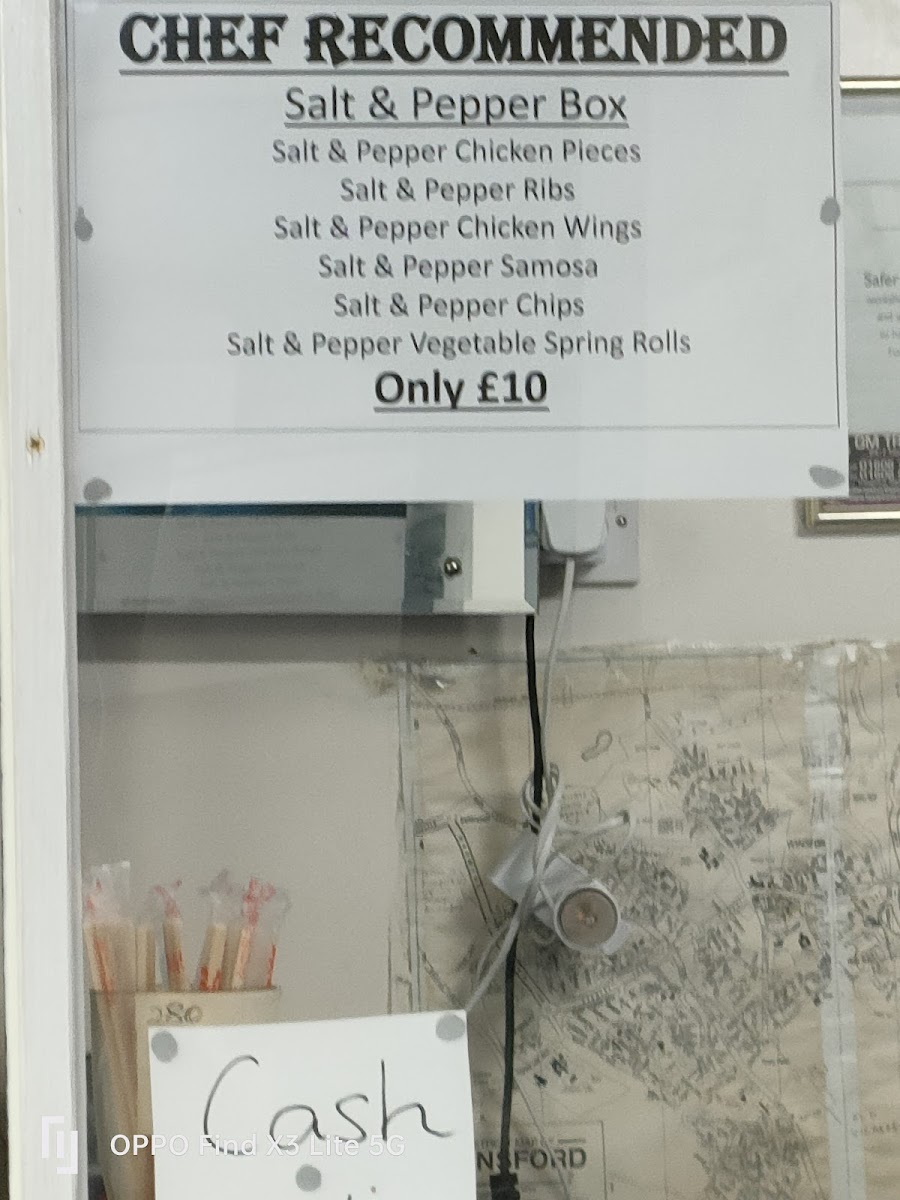 CHEF RECOMMENDED
Salt & Pepper Box
Salt & Pepper Chicken Pieces
Salt & Pepper Ribs
Salt & Pepper Chicken Wings
Salt & Pepper Samosa
Salt & Pepper Chips
Salt & Pepper Vegetable Spring Rolls
Only £10
Safer
280
Cash
NSFORD
OPPO Find X3 Lite 5G